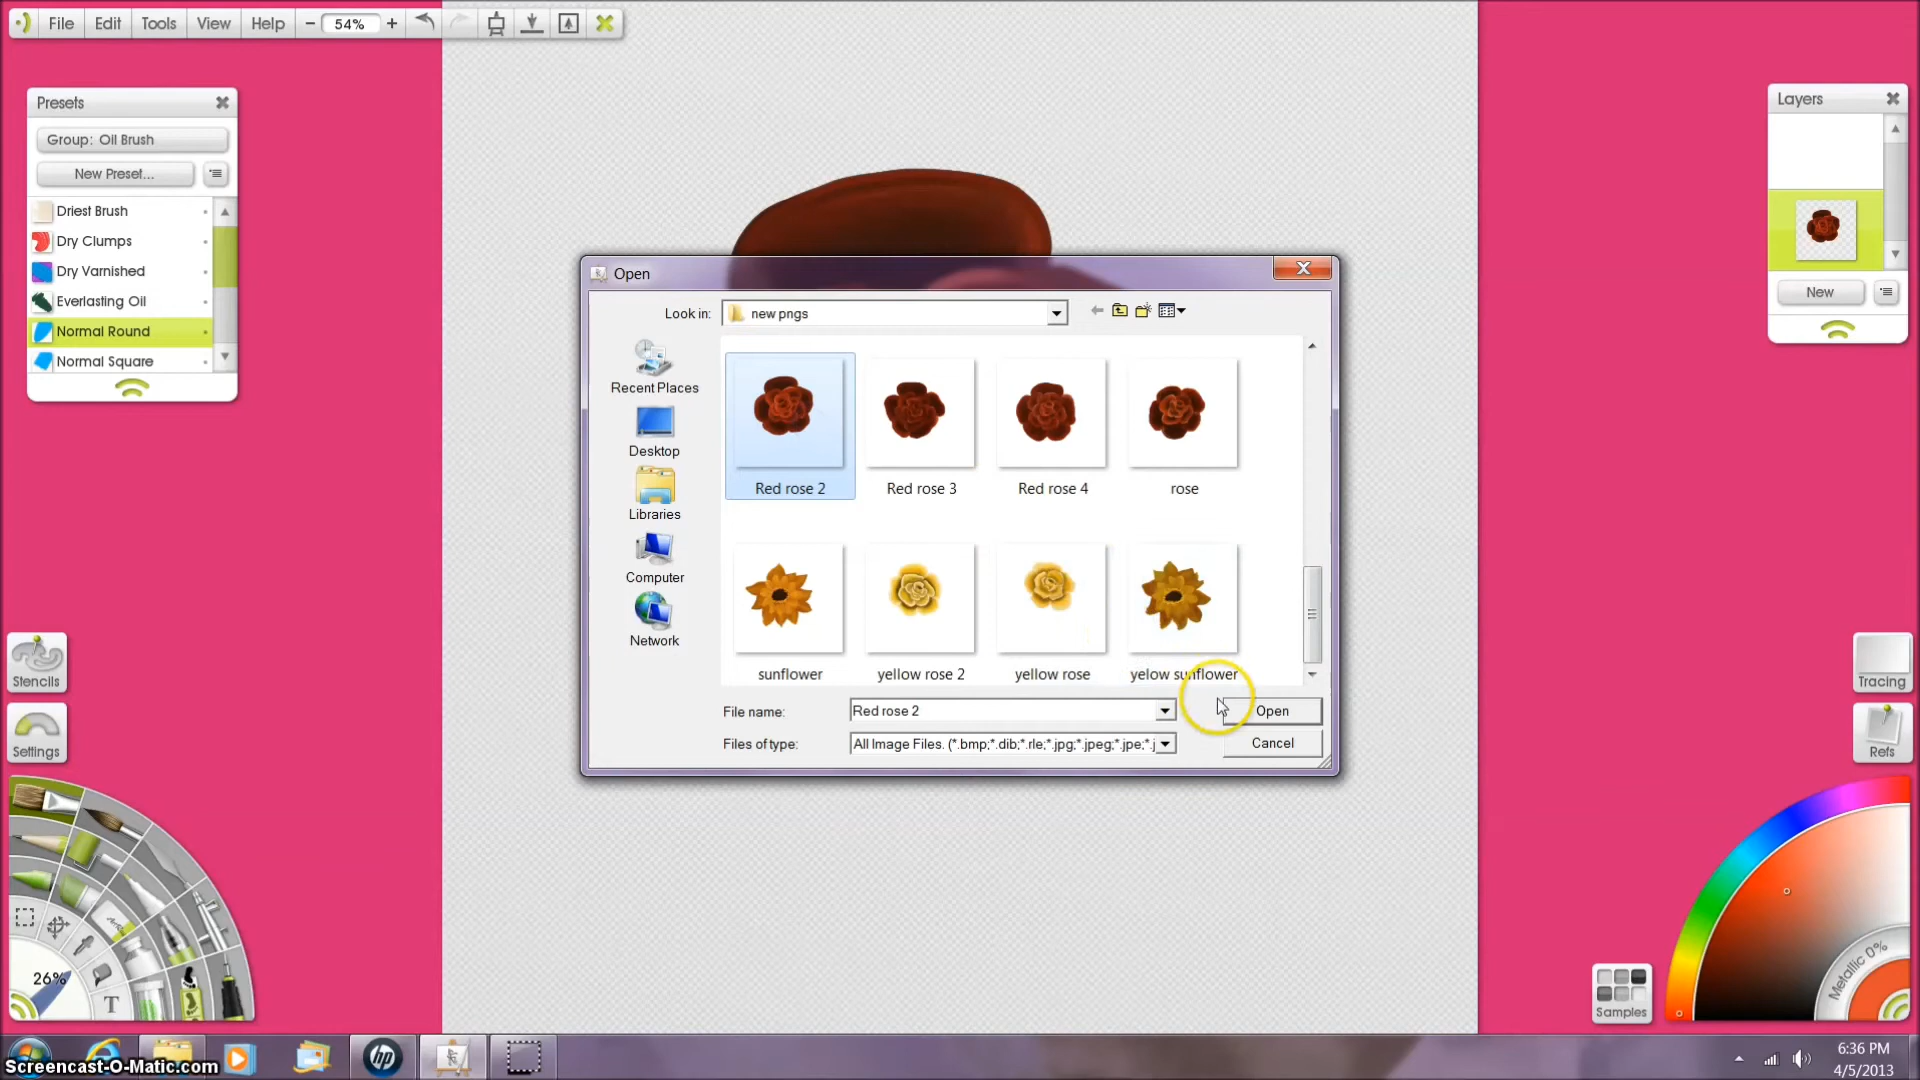 File Edit Tools View Help − 54% +
Presets
Group: Oil Brush
New Preset...
Driest Brush
Dry Clumps
Dry Varnished
Everlasting Oil
Normal Round
Normal Square
Layers
New
Open
Look in: new pngs
Recent Places
Desktop
Libraries
Computer
Network
Red rose 2
Red rose 3
Red rose 4
rose
sunflower
yellow rose 2
yellow rose
yelow sunflower
File name: Red rose 2
Open
Files of type: All Image Files. (*.bmp;*.dib;*.rle;*.jpg;*.jpeg;*.jpe;*.j
Cancel
Stencils
Settings
26%
T
Tracing
Refs
Metallic 0%
Samples
hp
Screencast-O-Matic.com
6:36 PM
4/5/2013